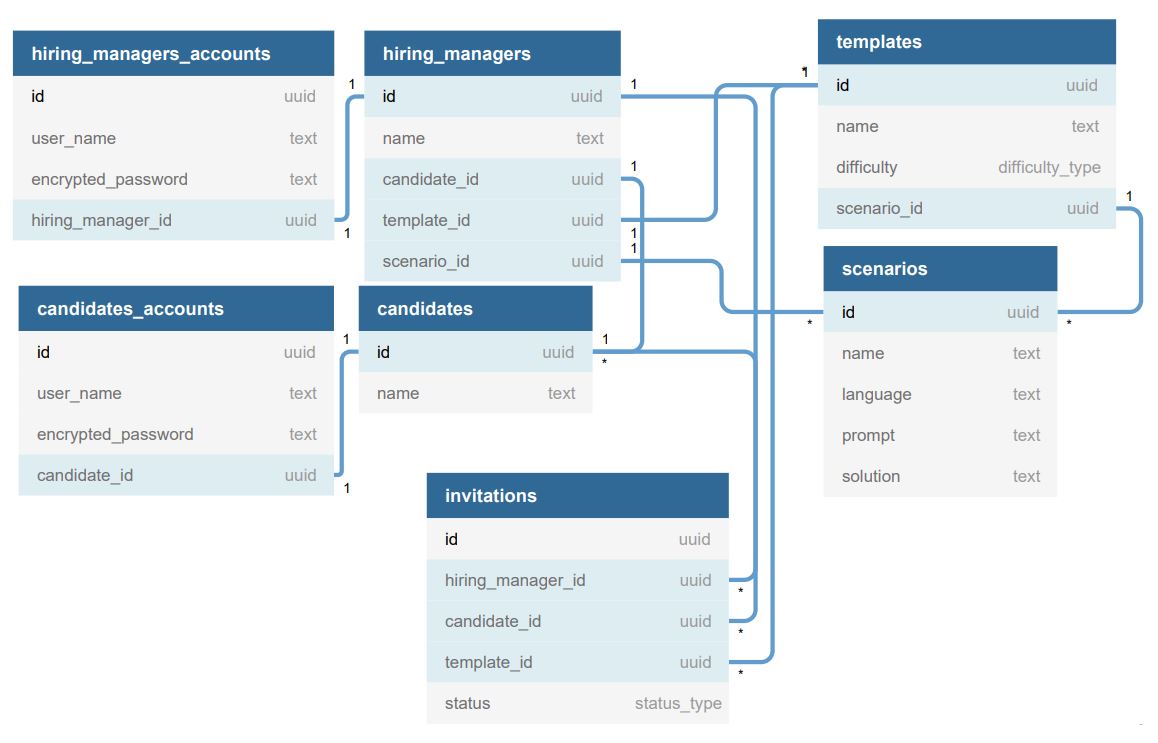 hiring_managers_accounts
id uuid
user_name text
encrypted_password text
hiring_manager_id uuid
1
1
hiring_managers
id uuid
name text
candidate_id uuid
template_id uuid
scenario_id uuid
1
1
1
1
*
1
templates
id uuid
name text
difficulty difficulty_type
scenario_id uuid
1
candidates_accounts
id uuid
user_name text
encrypted_password text
candidate_id uuid
1
1
candidates
id uuid
name text
1
*
scenarios
id uuid
name text
language text
prompt text
solution text
*
*
invitations
id uuid
hiring_manager_id uuid
candidate_id uuid
template_id uuid
status status_type
*
*
*